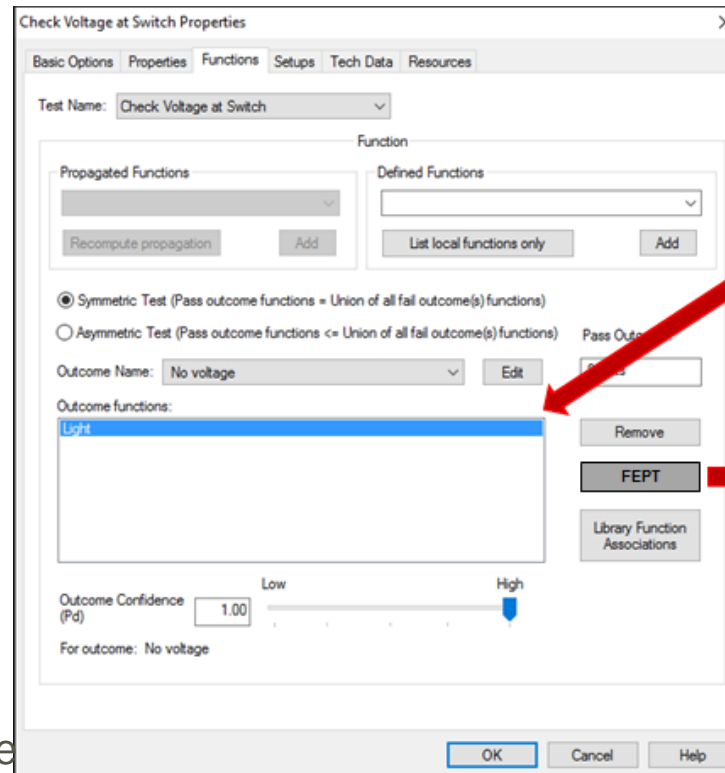 Check Voltage at Switch Properties
Basic Options Properties Functions Setups Tech Data Resources
Test Name: Check Voltage at Switch
Function
Propagated Functions
Defined Functions
Recompute propagation Add
List local functions only Add
Symmetric Test (Pass outcome functions = Union of all fail outcome(s) functions)
Asymmetric Test (Pass outcome functions <= Union of all fail outcome(s) functions)
Pass
Outcome Name: No voltage Edit
Outcome functions:
Light
Remove
FEPT
Library Function
Associations
Low High
Outcome Confidence
(Pd)
1.00
For outcome: No voltage
OK Cancel Help